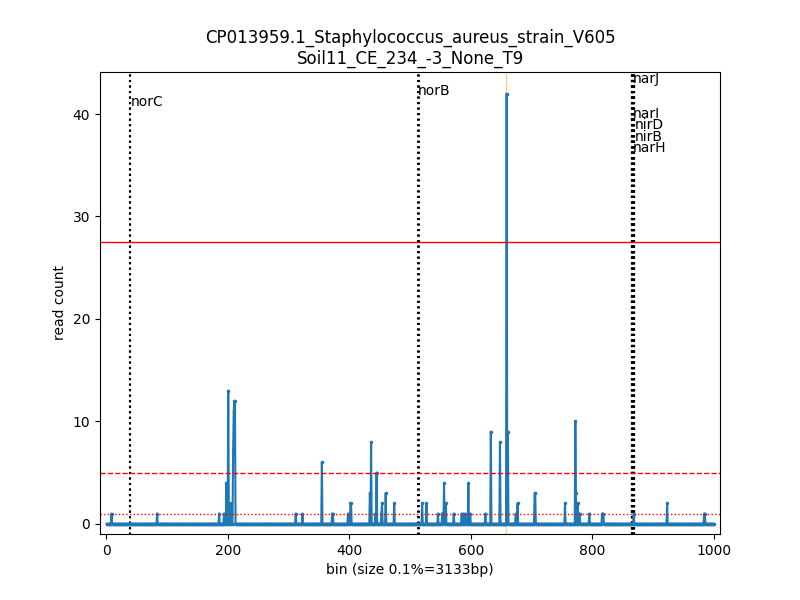 CP013959.1_Staphylococcus_aureus_strain_V605
Soil11_CE_234_-3_None_T9
narJ
norB
norC
narI
nirD
nirB
narH
40
30
20
10
0
read count
0 200 400 600 800 1000
bin (size 0.1%=3133bp)